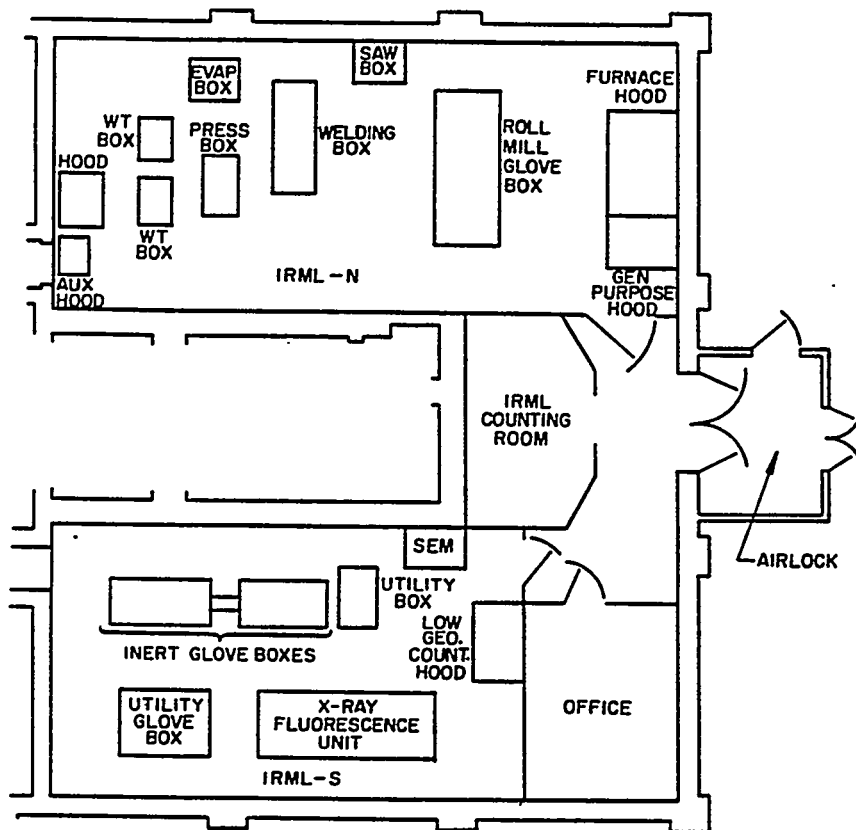 SAW
BOX
EVAP
BOX
FURNACE
HOOD
WT
BOX
PRESS
BOX
WELDING
BOX
ROLL
MILL
GLOVE
BOX
HOOD
WT
BOX
AUX
HOOD
IRML-N
GEN
PURPOSE
HOOD
IRML
COUNTING
ROOM
AIRLOCK
SEM
UTILITY
BOX
INERT GLOVE BOXES
LOW
GEO.
COUNT.
HOOD
UTILITY
GLOVE
BOX
X-RAY
FLUORESCENCE
UNIT
OFFICE
IRML-S